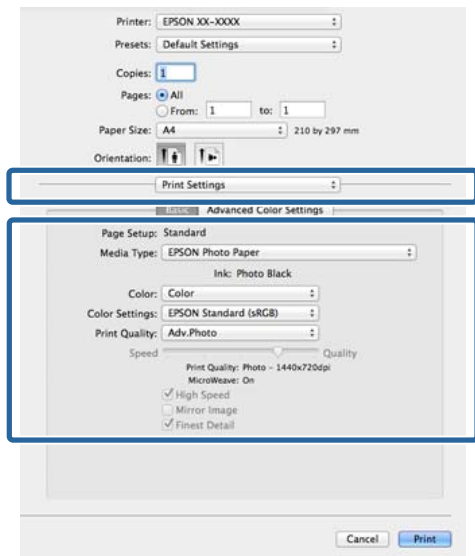 Printer: EPSON XX-XXXX
Presets: Default Settings
Copies: 1
Pages: All
From: 1 to: 1
Paper Size: A4 210 by 297 mm
Orientation:
Print Settings
Basic Advanced Color Settings
Page Setup: Standard
Media Type: EPSON Photo Paper
Ink: Photo Black
Color: Color
Color Settings: EPSON Standard (sRGB)
Print Quality: Adv.Photo
Speed Quality
Print Quality: Photo - 1440x720dpi
MicroWeave: On
High Speed
Mirror Image
Finest Detail
Cancel Print